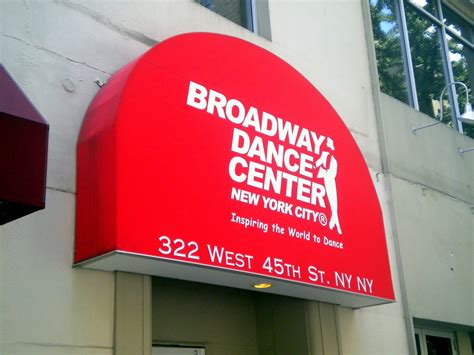 BROADWAY
DANCE
CENTER
NEW YORK CITY®
Inspiring the World to Dance
322 WEST 45TH ST. NY NY